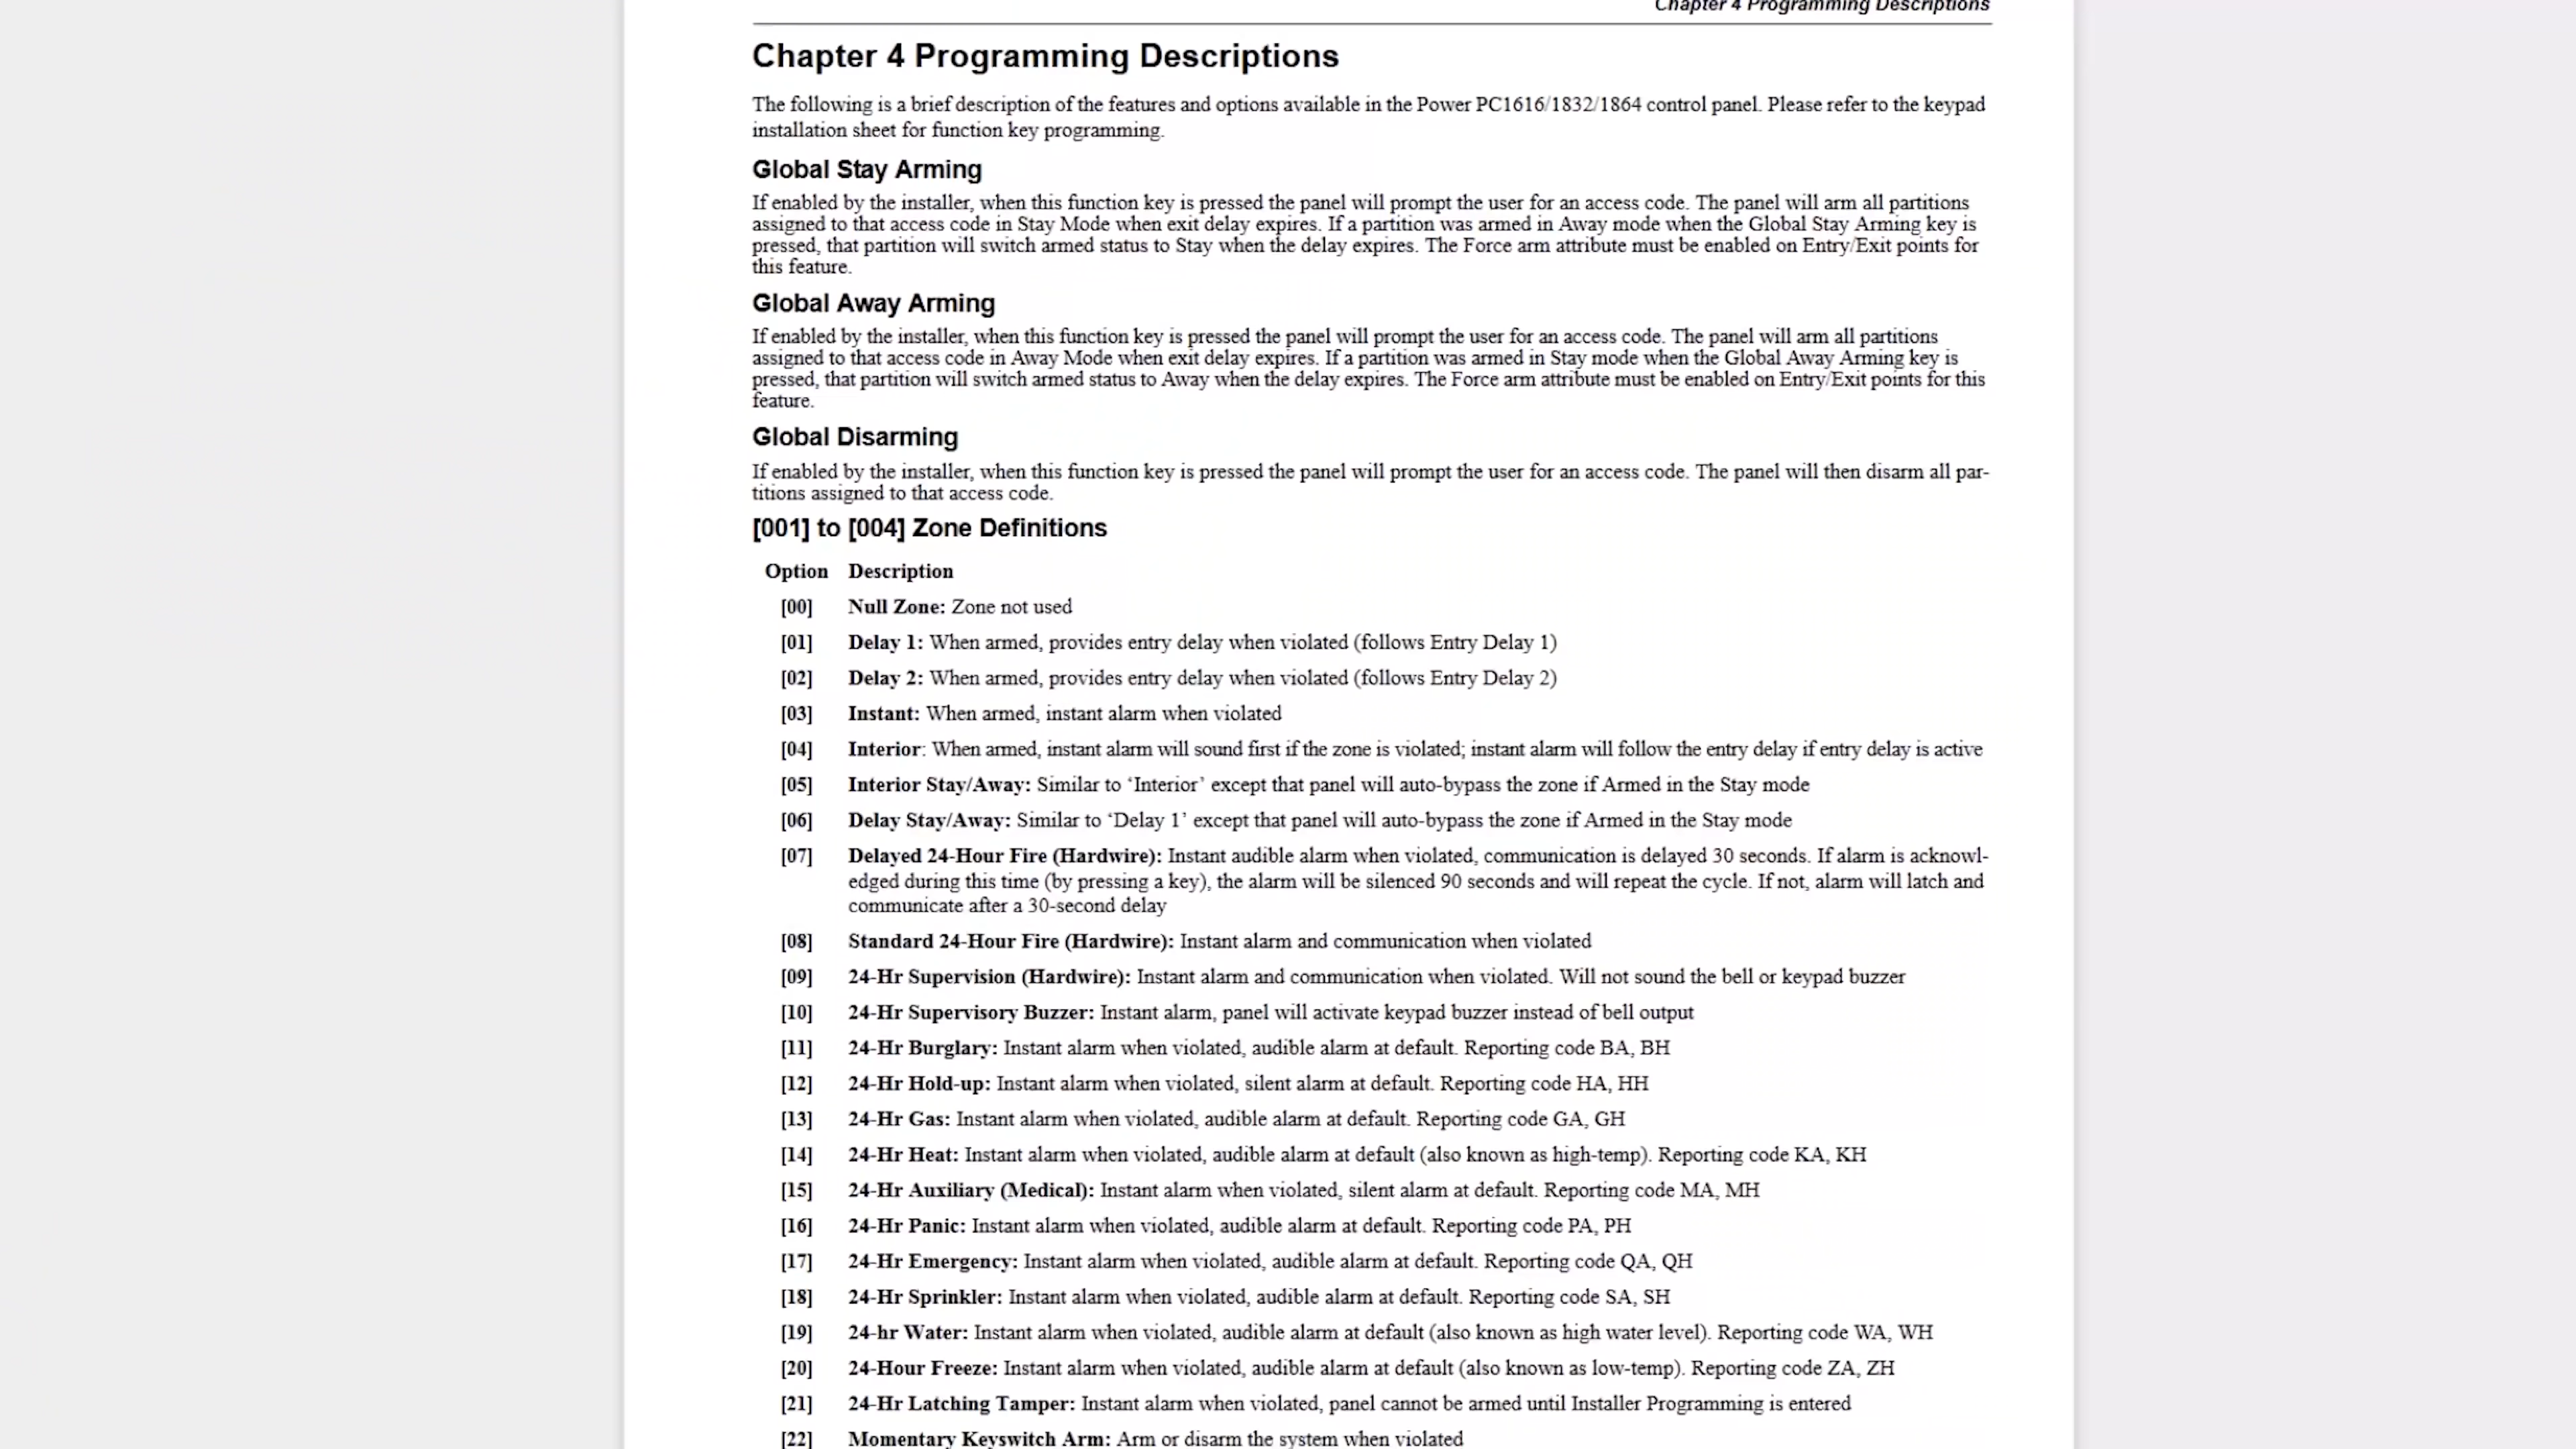 Chapter 4 Programming Descriptions
Chapter 4 Programming Descriptions
The following is a brief description of the features and options available in the Power PC1616/1832/1864 control panel. Please refer to the keypad
installation sheet for function key programming.
Global Stay Arming
If enabled by the installer, when this function key is pressed the panel will prompt the user for an access code. The panel will arm all partitions
assigned to that access code in Stay Mode when exit delay expires. If a partition was armed in Away mode when the Global Stay Arming key is
pressed, that partition will switch armed status to Stay when the delay expires. The Force arm attribute must be enabled on Entry/Exit points for
this feature.
Global Away Arming
If enabled by the installer, when this function key is pressed the panel will prompt the user for an access code. The panel will arm all partitions
assigned to that access code in Away Mode when exit delay expires. If a partition was armed in Stay mode when the Global Away Arming key is
pressed, that partition will switch armed status to Away when the delay expires. The Force arm attribute must be enabled on Entry/Exit points for this
feature.
Global Disarming
If enabled by the installer, when this function key is pressed the panel will prompt the user for an access code. The panel will then disarm all par-
titions assigned to that access code.
[001] to [004] Zone Definitions
Option Description
[00] Null Zone: Zone not used
[01] Delay 1: When armed, provides entry delay when violated (follows Entry Delay 1)
[02] Delay 2: When armed, provides entry delay when violated (follows Entry Delay 2)
[03] Instant: When armed, instant alarm when violated
[04] Interior: When armed, instant alarm will sound first if the zone is violated; instant alarm will follow the entry delay if entry delay is active
[05] Interior Stay/Away: Similar to ‘Interior’ except that panel will auto-bypass the zone if Armed in the Stay mode
[06] Delay Stay/Away: Similar to ‘Delay 1’ except that panel will auto-bypass the zone if Armed in the Stay mode
[07] Delayed 24-Hour Fire (Hardwire): Instant audible alarm when violated, communication is delayed 30 seconds. If alarm is acknowl-
edged during this time (by pressing a key), the alarm will be silenced 90 seconds and will repeat the cycle. If not, alarm will latch and
communicate after a 30-second delay
[08] Standard 24-Hour Fire (Hardwire): Instant alarm and communication when violated
[09] 24-Hr Supervision (Hardwire): Instant alarm and communication when violated. Will not sound the bell or keypad buzzer
[10] 24-Hr Supervisory Buzzer: Instant alarm, panel will activate keypad buzzer instead of bell output
[11] 24-Hr Burglary: Instant alarm when violated, audible alarm at default. Reporting code BA, BH
[12] 24-Hr Hold-up: Instant alarm when violated, silent alarm at default. Reporting code HA, HH
[13] 24-Hr Gas: Instant alarm when violated, audible alarm at default. Reporting code GA, GH
[14] 24-Hr Heat: Instant alarm when violated, audible alarm at default (also known as high-temp). Reporting code KA, KH
[15] 24-Hr Auxiliary (Medical): Instant alarm when violated, silent alarm at default. Reporting code MA, MH
[16] 24-Hr Panic: Instant alarm when violated, audible alarm at default. Reporting code PA, PH
[17] 24-Hr Emergency: Instant alarm when violated, audible alarm at default. Reporting code QA, QH
[18] 24-Hr Sprinkler: Instant alarm when violated, audible alarm at default. Reporting code SA, SH
[19] 24-hr Water: Instant alarm when violated, audible alarm at default (also known as high water level). Reporting code WA, WH
[20] 24-Hour Freeze: Instant alarm when violated, audible alarm at default (also known as low-temp). Reporting code ZA, ZH
[21] 24-Hr Latching Tamper: Instant alarm when violated, panel cannot be armed until Installer Programming is entered
[22] Momentary Keyswitch Arm: Arm or disarm the system when violated